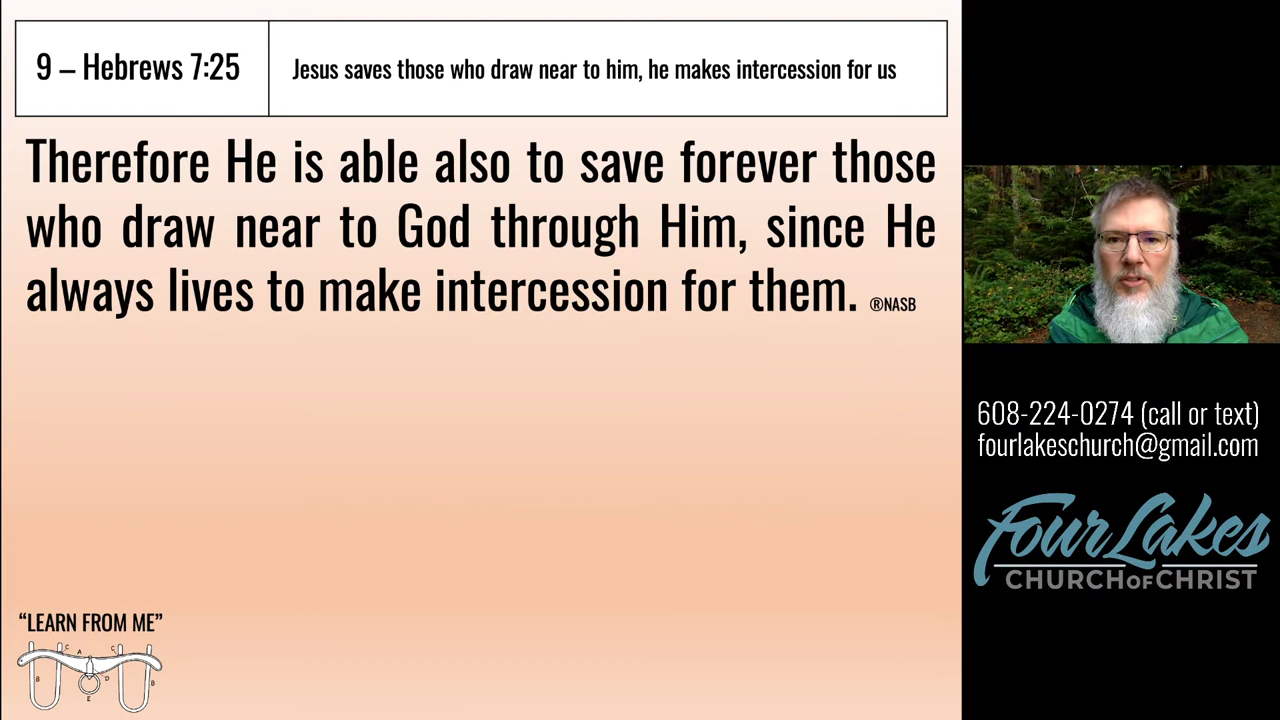 9 – Hebrews 7:25
Jesus saves those who draw near to him, he makes intercession for us
Therefore He is able also to save forever those
who draw near to God through Him, since He
always lives to make intercession for them. ®NASB
608-224-0274 (call or text)
fourlakeschurch@gmail.com
Four Lakes
CHURCH OF CHRIST
“LEARN FROM ME”
C A C
B D B
E